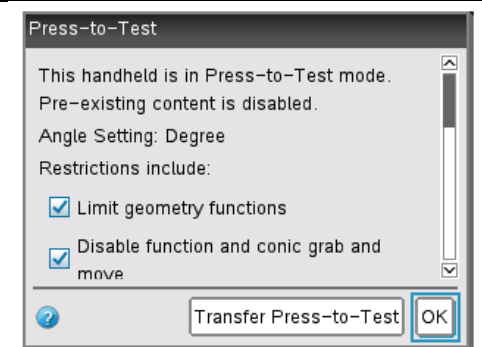 Press-to-Test
This handheld is in Press-to-Test mode.
Pre-existing content is disabled.
Angle Setting: Degree
Restrictions include:
Limit geometry functions
Disable function and conic grab and
move
?
Transfer Press-to-Test
OK